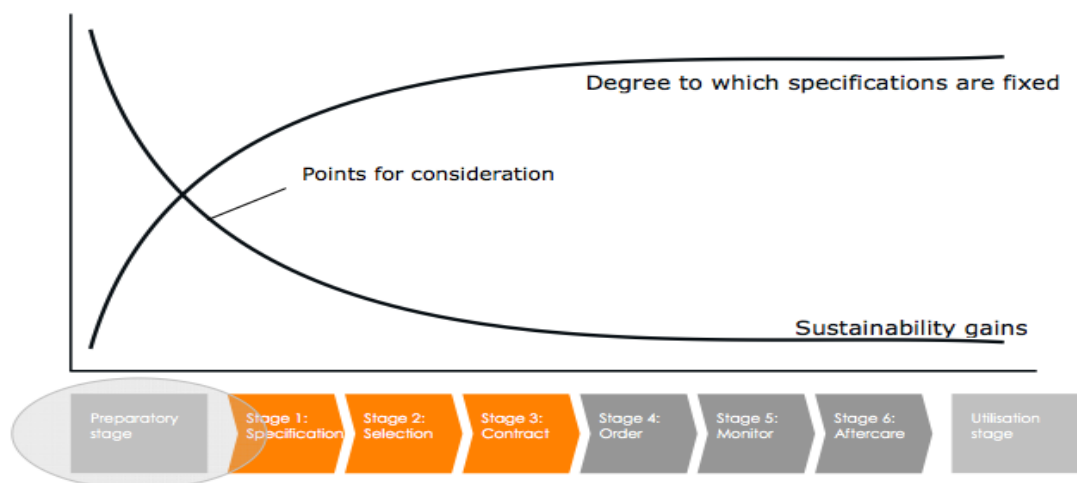 Degree to which specifications are fixed
Points for consideration
Sustainability gains
Preparatory
stage
Stage 1:
Specification
Stage 2:
Selection
Stage 3:
Contract
Stage 4:
Order
Stage 5:
Monitor
Stage 6:
Aftercare
Utilisation
stage